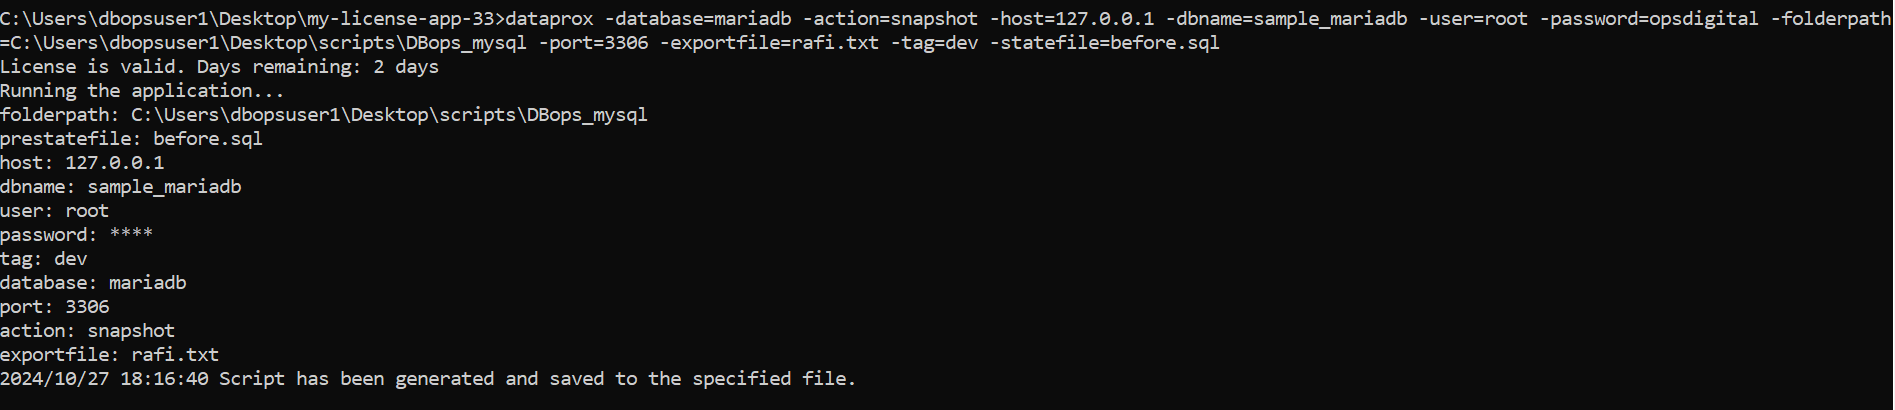 C:\Users\dbopsuser1\Desktop\my-license-app-33>dataprox -database=mariadb -action=snapshot -host=127.0.0.1 -dbname=sample_mariadb -user=root -password=opsdigital -folderpath
=C:\Users\dbopsuser1\Desktop\scripts\DBops_mysql -port=3306 -exportfile=rafi.txt -tag=dev -statefile=before.sql
License is valid. Days remaining: 2 days
Running the application...
folderpath: C:\Users\dbopsuser1\Desktop\scripts\DBops_mysql
prestatefile: before.sql
host: 127.0.0.1
dbname: sample_mariadb
user: root
password: ****
tag: dev
database: mariadb
port: 3306
action: snapshot
exportfile: rafi.txt
2024/10/27 18:16:40 Script has been generated and saved to the specified file.